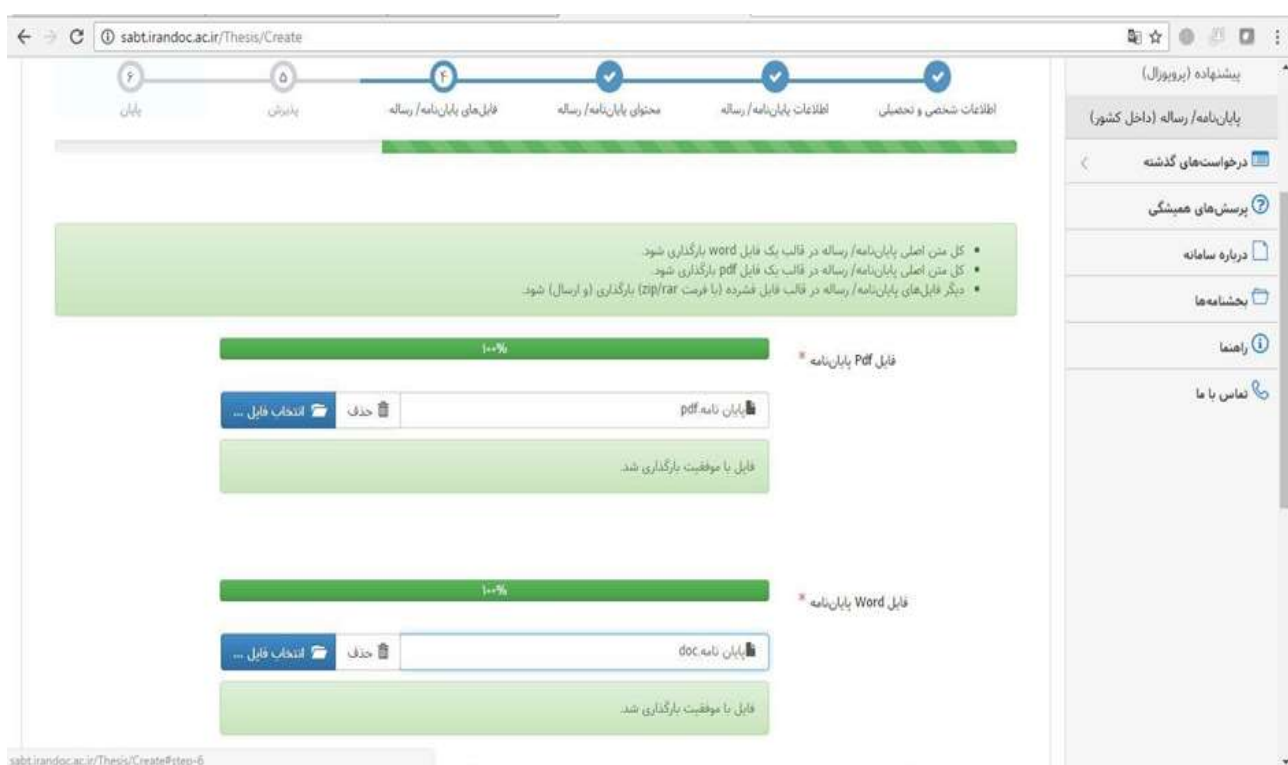 sabt.irandoc.ac.ir/Thesis/Create
پیشنهاده (پروپوزال)
پایان‌نامه/ رساله (داخل کشور)
درخواست‌های گذشته
پرسش‌های همیشگی
درباره سامانه
بخشنامه‌ها
راهنما
تماس با ما
۴
۵
۶
اطلاعات شخصی و تحصیلی
اطلاعات پایان‌نامه/ رساله
محتوای پایان‌نامه/ رساله
فایل‌های پایان‌نامه/ رساله
پذیرش
پایان
کل متن اصلی پایان‌نامه/ رساله در قالب یک فایل word بارگذاری شود.
کل متن اصلی پایان‌نامه/ رساله در قالب یک فایل pdf بارگذاری شود.
دیگر فایل‌های پایان‌نامه/ رساله در قالب فایل فشرده (با فرمت zip/rar) بارگذاری (و ارسال) شود.
فایل Pdf پایان‌نامه *
۱۰۰%
پایان نامه.pdf
حذف
انتخاب فایل ...
فایل با موفقیت بارگذاری شد.
فایل Word پایان‌نامه *
۱۰۰%
پایان نامه.doc
حذف
انتخاب فایل ...
فایل با موفقیت بارگذاری شد.
sabt.irandoc.ac.ir/Thesis/Create#step-6